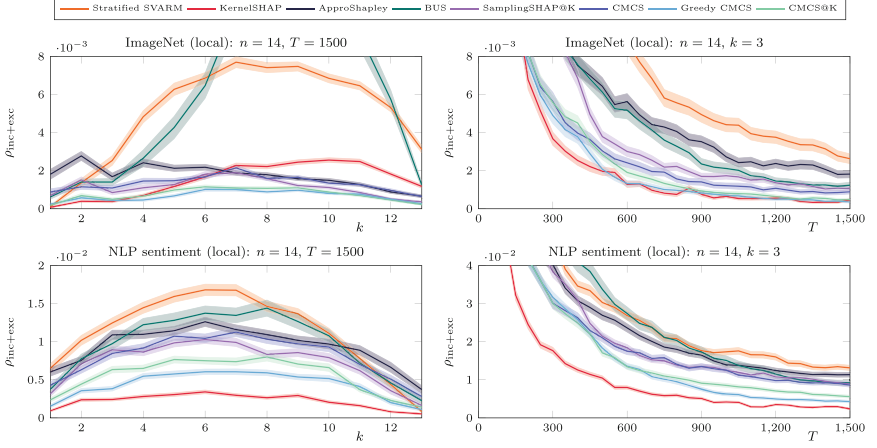 Stratified SVARM KernelSHAP ApproShapley BUS SamplingSHAP@K CMCS Greedy CMCS CMCS@K
ImageNet (local): n = 14, T = 1500
·10⁻³
8
6
4
2
0
ρinc+exc
2 4 6 8 10 12
k
ImageNet (local): n = 14, k = 3
·10⁻³
8
6
4
2
0
ρinc+exc
0 300 600 900 1,200 1,500
T
NLP sentiment (local): n = 14, T = 1500
·10⁻²
2
1.5
1
0.5
0
ρinc+exc
2 4 6 8 10 12
k
NLP sentiment (local): n = 14, k = 3
·10⁻²
4
3
2
1
0
ρinc+exc
0 300 600 900 1,200 1,500
T